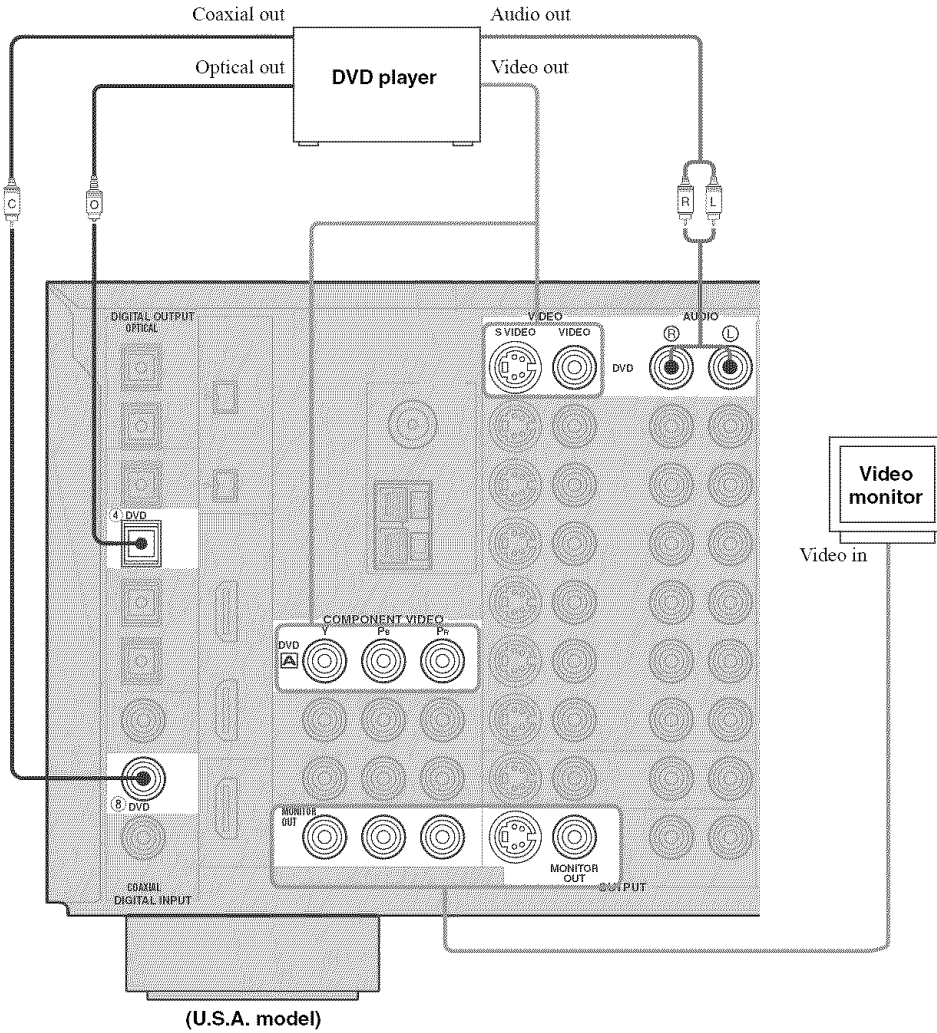 Coaxial out
Audio out
Optical out
DVD player
Video out
C
O
R
L
DIGITAL OUTPUT
OPTICAL
VIDEO
AUDIO
S VIDEO
VIDEO
R
L
DVD
4 DVD
Video
monitor
Video in
COMPONENT VIDEO
Y
PB
PR
DVD
A
8 DVD
MONITOR
OUT
MONITOR
OUT
OUTPUT
COAXIAL
DIGITAL INPUT
(U.S.A. model)